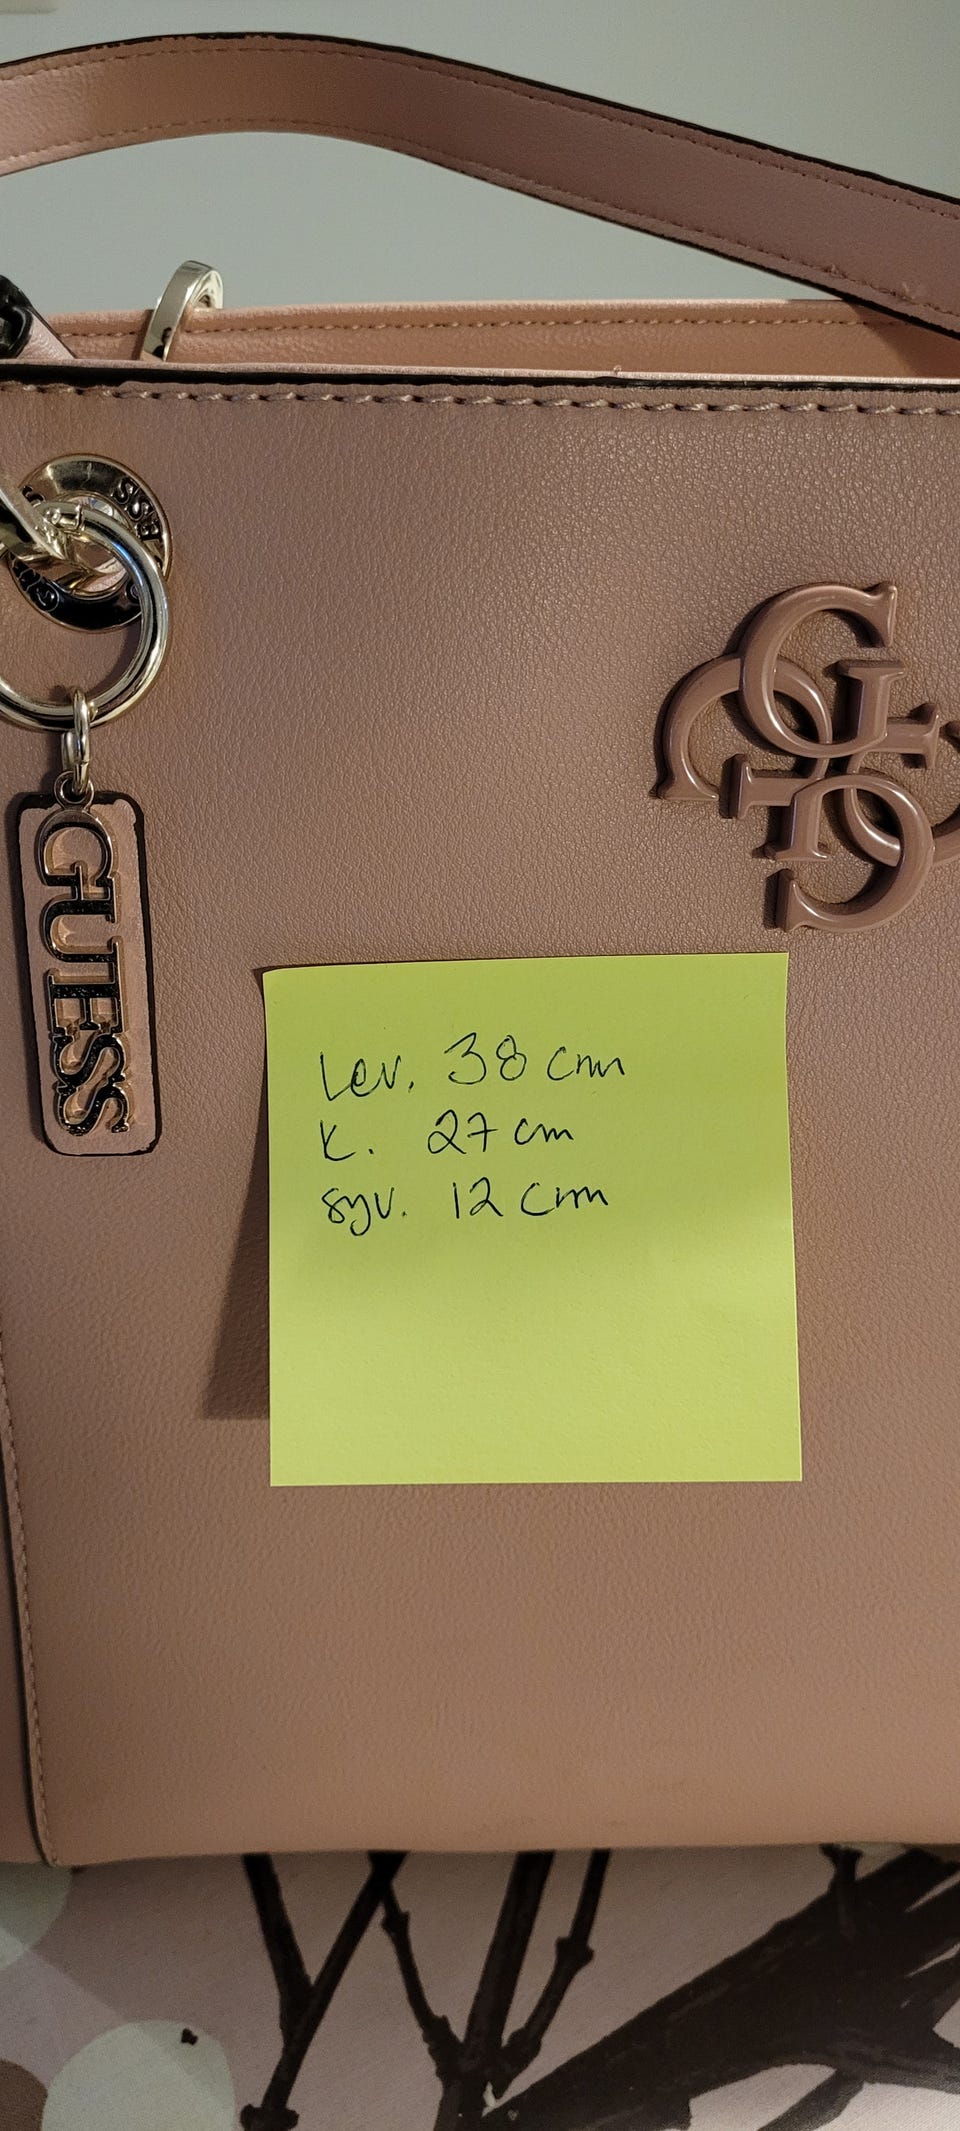 GUESS
Lev. 38 cm
K. 27 cm
syv. 12 cm